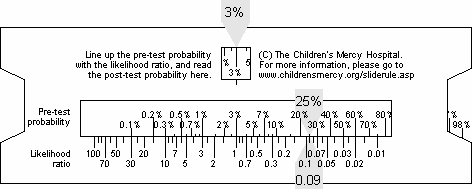 3%
Line up the pre-test probability
with the likelihood ratio, and read
the post-test probability here.
% 5
3%
(C) The Children's Mercy Hospital.
For more information, please go to
www.childrensmercy.org/sliderule.asp
25%
Pre-test
probability
0.2% 0.5% 1% 3% 7% 20% 40% 60% 80%
0.1% 0.3% 0.7% 2% 5% 10% 30% 50% 70%
98%
Likelihood
ratio
100 50 20 10 5 3 2 1 0.5 0.2 0.1 0.07 0.03 0.01
70 30 7 0.7 0.3 0.05 0.02
0.09